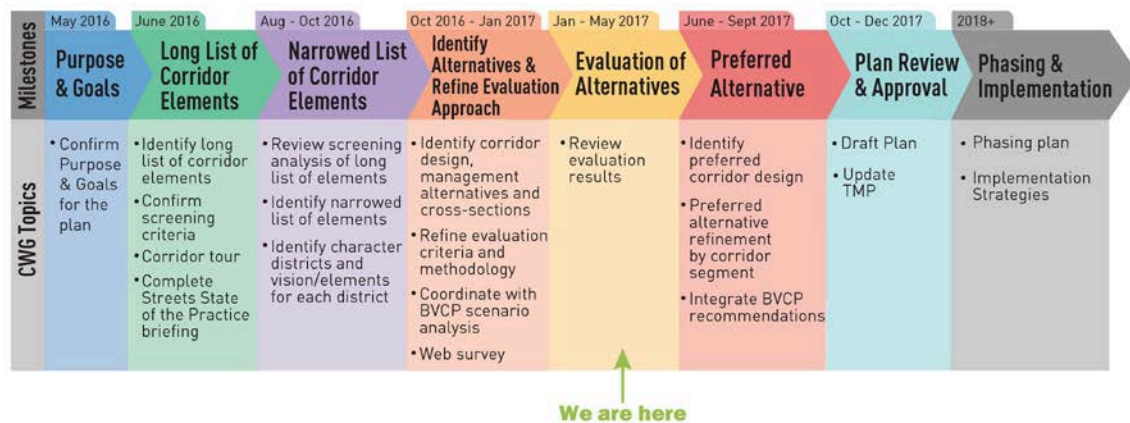 Milestones
May 2016
Purpose
& Goals
June 2016
Long List of
Corridor
Elements
Aug - Oct 2016
Narrowed List
of Corridor
Elements
Oct 2016 - Jan 2017
Identify
Alternatives &
Refine Evaluation
Approach
Jan - May 2017
Evaluation of
Alternatives
June - Sept 2017
Preferred
Alternative
Oct - Dec 2017
Plan Review
& Approval
2018+
Phasing &
Implementation
CWG Topics
• Confirm
Purpose
& Goals
for the
plan
• Identify long
list of corridor
elements
• Confirm
screening
criteria
• Corridor tour
• Complete
Streets State
of the Practice
briefing
• Review screening
analysis of long
list of elements
• Identify narrowed
list of elements
• Identify character
districts and
vision/elements
for each district
• Identify corridor
design,
management
alternatives and
cross-sections
• Refine evaluation
criteria and
methodology
• Coordinate with
BVCP scenario
analysis
• Web survey
• Review
evaluation
results
• Identify
preferred
corridor design
• Preferred
alternative
refinement
by corridor
segment
• Integrate BVCP
recommendations
• Draft Plan
• Update
TMP
• Phasing plan
• Implementation
Strategies
We are here